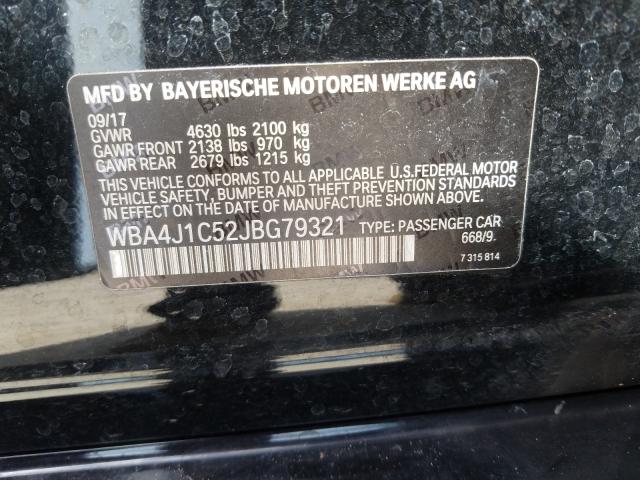 MFD BY BAYERISCHE MOTOREN WERKE AG
09/17
GVWR 4630 lbs 2100 kg
GAWR FRONT 2138 lbs 970 kg
GAWR REAR 2679 lbs 1215 kg
THIS VEHICLE CONFORMS TO ALL APPLICABLE U.S.FEDERAL MOTOR
VEHICLE SAFETY, BUMPER AND THEFT PREVENTION
STANDARDS IN EFFECT ON THE DATE OF MANUFACTURE SHOWN ABOVE.
WBA4J1C52JBG79321 TYPE: PASSENGER CAR
668/9
7 315 814